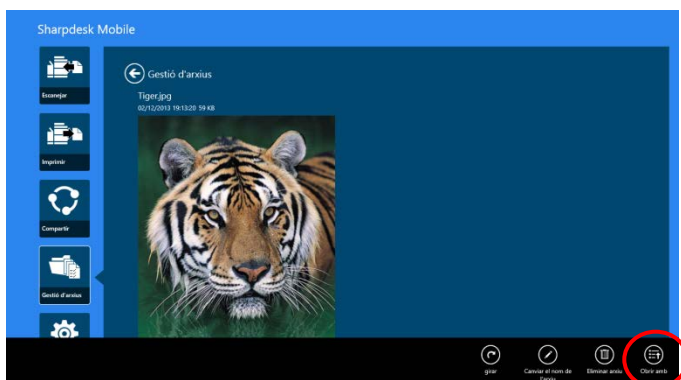 Sharpdesk Mobile
Escanejar
Imprimir
Compartir
Gestió d'arxius
Gestió d'arxius
Tiger.jpg
02/12/2013 19:13:20 59 KB
girar
Canviar el nom de
l'arxiu
Eliminar arxiu
Obrir amb